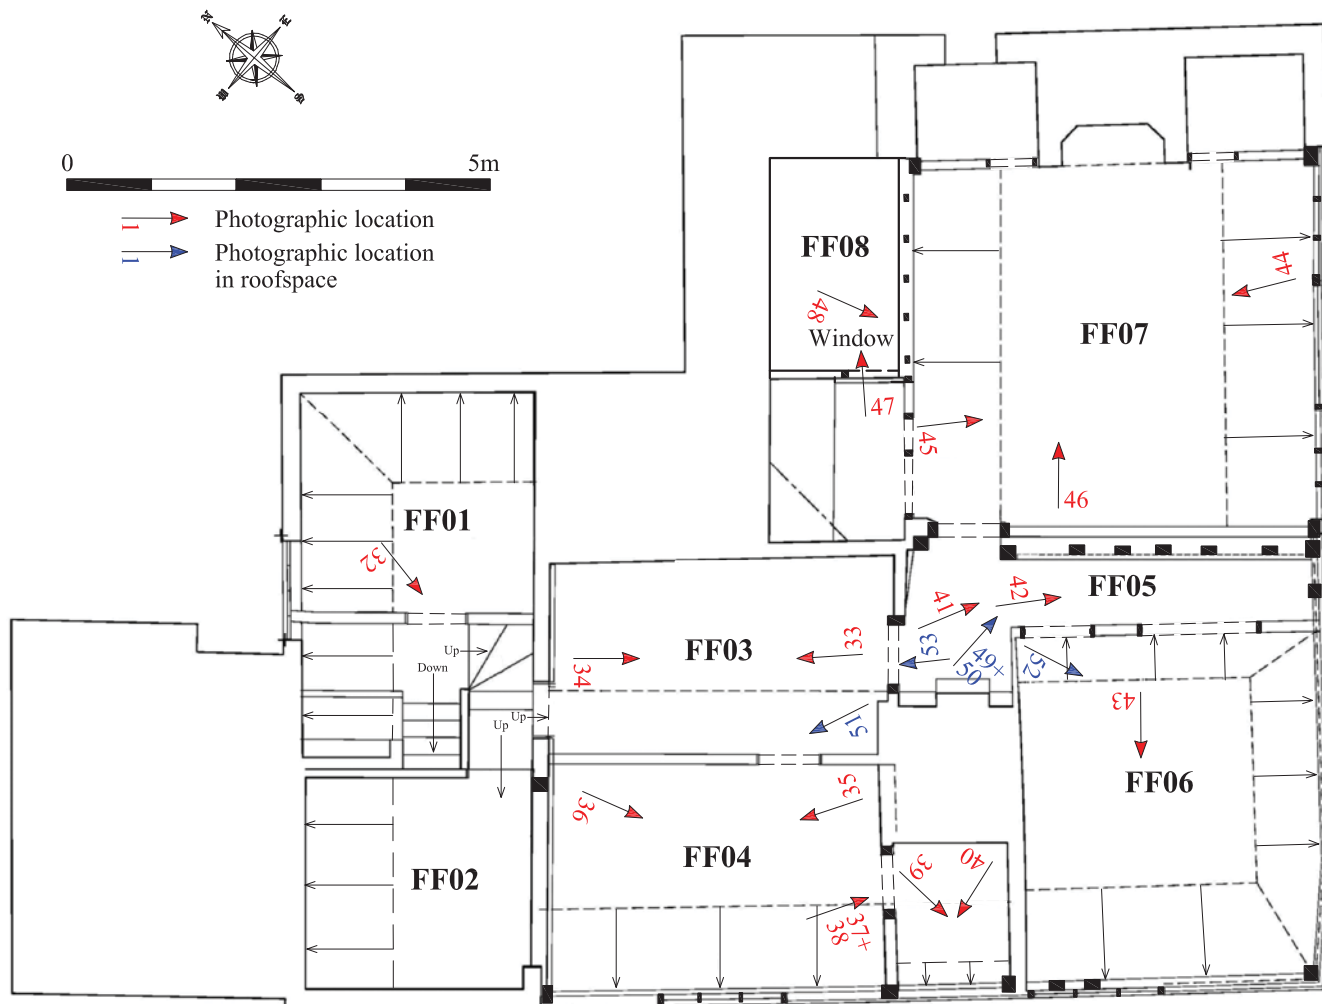 N
E
W
S
0 5m
1 Photographic location
1 Photographic location
in roofspace
FF08
48
Window
47
FF07
44
45
46
FF01
32
Up
Down
Up
Up
FF02
FF03
33
34
51
FF05
41
42
53
49+
50
52
43
FF06
FF04
35
36
37+
38
39
40